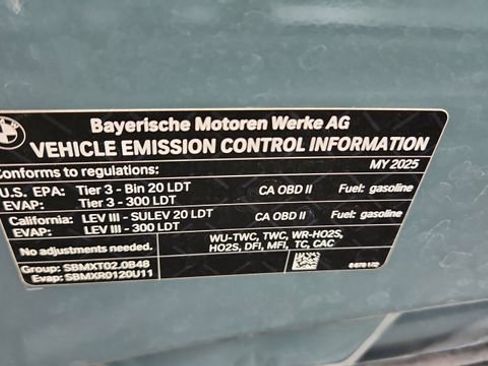 Bayerische Motoren Werke AG
VEHICLE EMISSION CONTROL INFORMATION
Conforms to regulations: MY 2025
U.S. EPA: Tier 3 - Bin 20 LDT CA OBD II Fuel: gasoline
EVAP: Tier 3 - 300 LDT
California: LEV III - SULEV 20 LDT CA OBD II Fuel: gasoline
EVAP: LEV III - 300 LDT
No adjustments needed. WU-TWC, TWC, WR-HO2S,
HO2S, DFI, MFI, TC, CAC
Group: SBMXT02.0B48
Evap: SBMXR0120U11